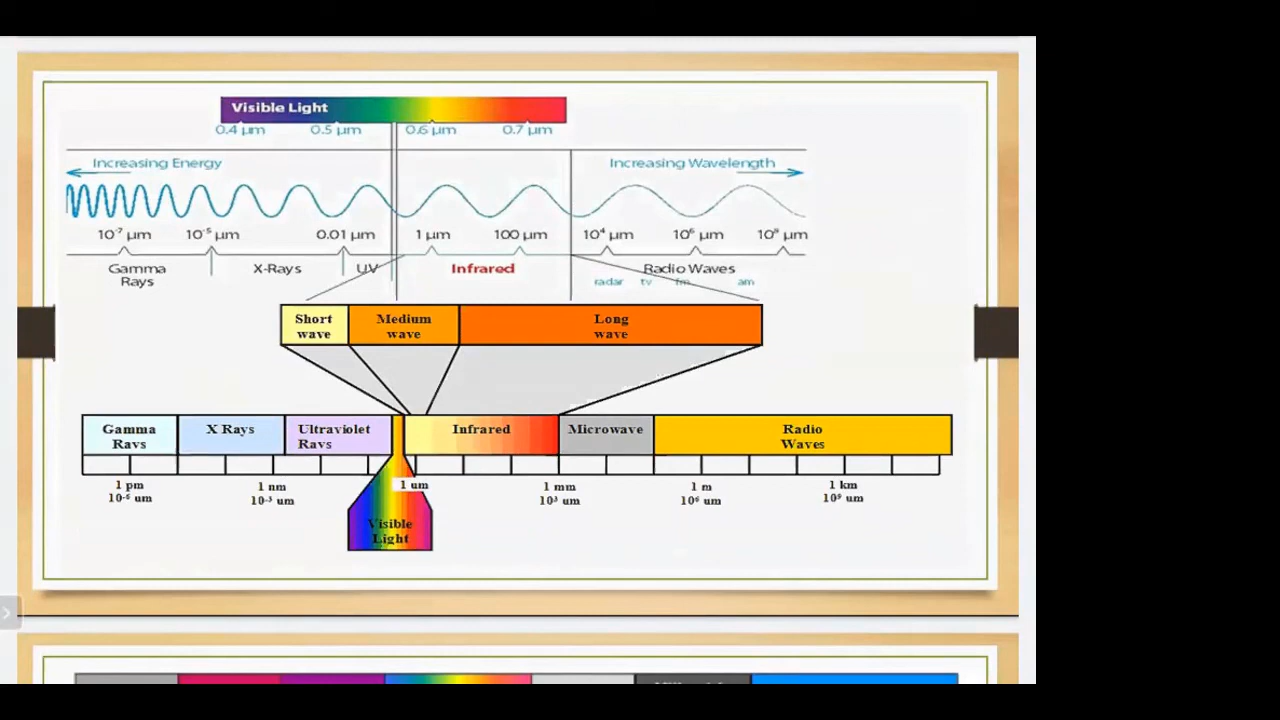 Visible Light
0.4 µm 0.5 µm 0.6 µm 0.7 µm
Increasing Energy Increasing Wavelength
10⁻⁷ µm 10⁻⁵ µm 0.01 µm 1 µm 100 µm 10⁴ µm 10⁶ µm 10⁸ µm
Gamma Rays X-Rays UV Infrared Radio Waves
radar tv fm am
Short wave Medium wave Long wave
Gamma Rays X Rays Ultraviolet Rays Infrared Microwave Radio Waves
1 pm 1 nm 1 um 1 mm 1 m 1 km
10⁻⁶ um 10⁻³ um 10³ um 10⁶ um 10⁹ um
Visible
Light